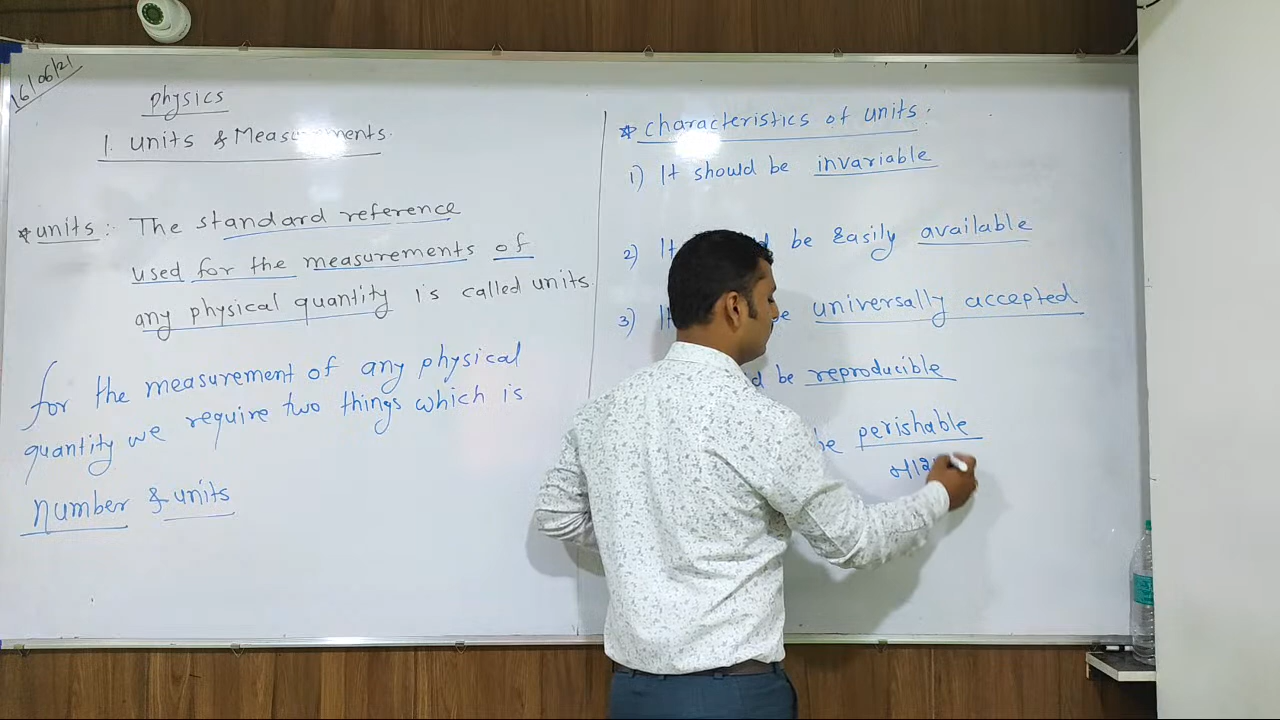 16/06/21
Physics
1. Units & Measurements.
* units :- The standard reference
used for the measurements of
any physical quantity is called units.
for the measurement of any physical
quantity we require two things which is
number & units
* characteristics of units :
1) It should be invariable
2) It be Easily available
3) It be universally accepted
be reproducible
be perishable